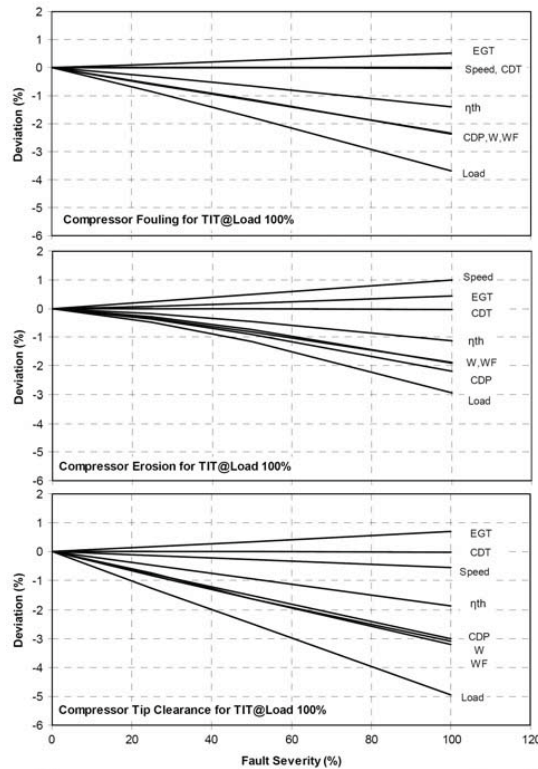 2
1
0
-1
-2
-3
-4
-5
-6
Deviation (%)
EGT
Speed, CDT
ηth
CDP,W,WF
Load
Compressor Fouling for TIT@Load 100%
2
1
0
-1
-2
-3
-4
-5
-6
Deviation (%)
Speed
EGT
CDT
ηth
W,WF
CDP
Load
Compressor Erosion for TIT@Load 100%
2
1
0
-1
-2
-3
-4
-5
-6
Deviation (%)
EGT
CDT
Speed
ηth
CDP
W
WF
Load
Compressor Tip Clearance for TIT@Load 100%
0 20 40 60 80 100 120
Fault Severity (%)